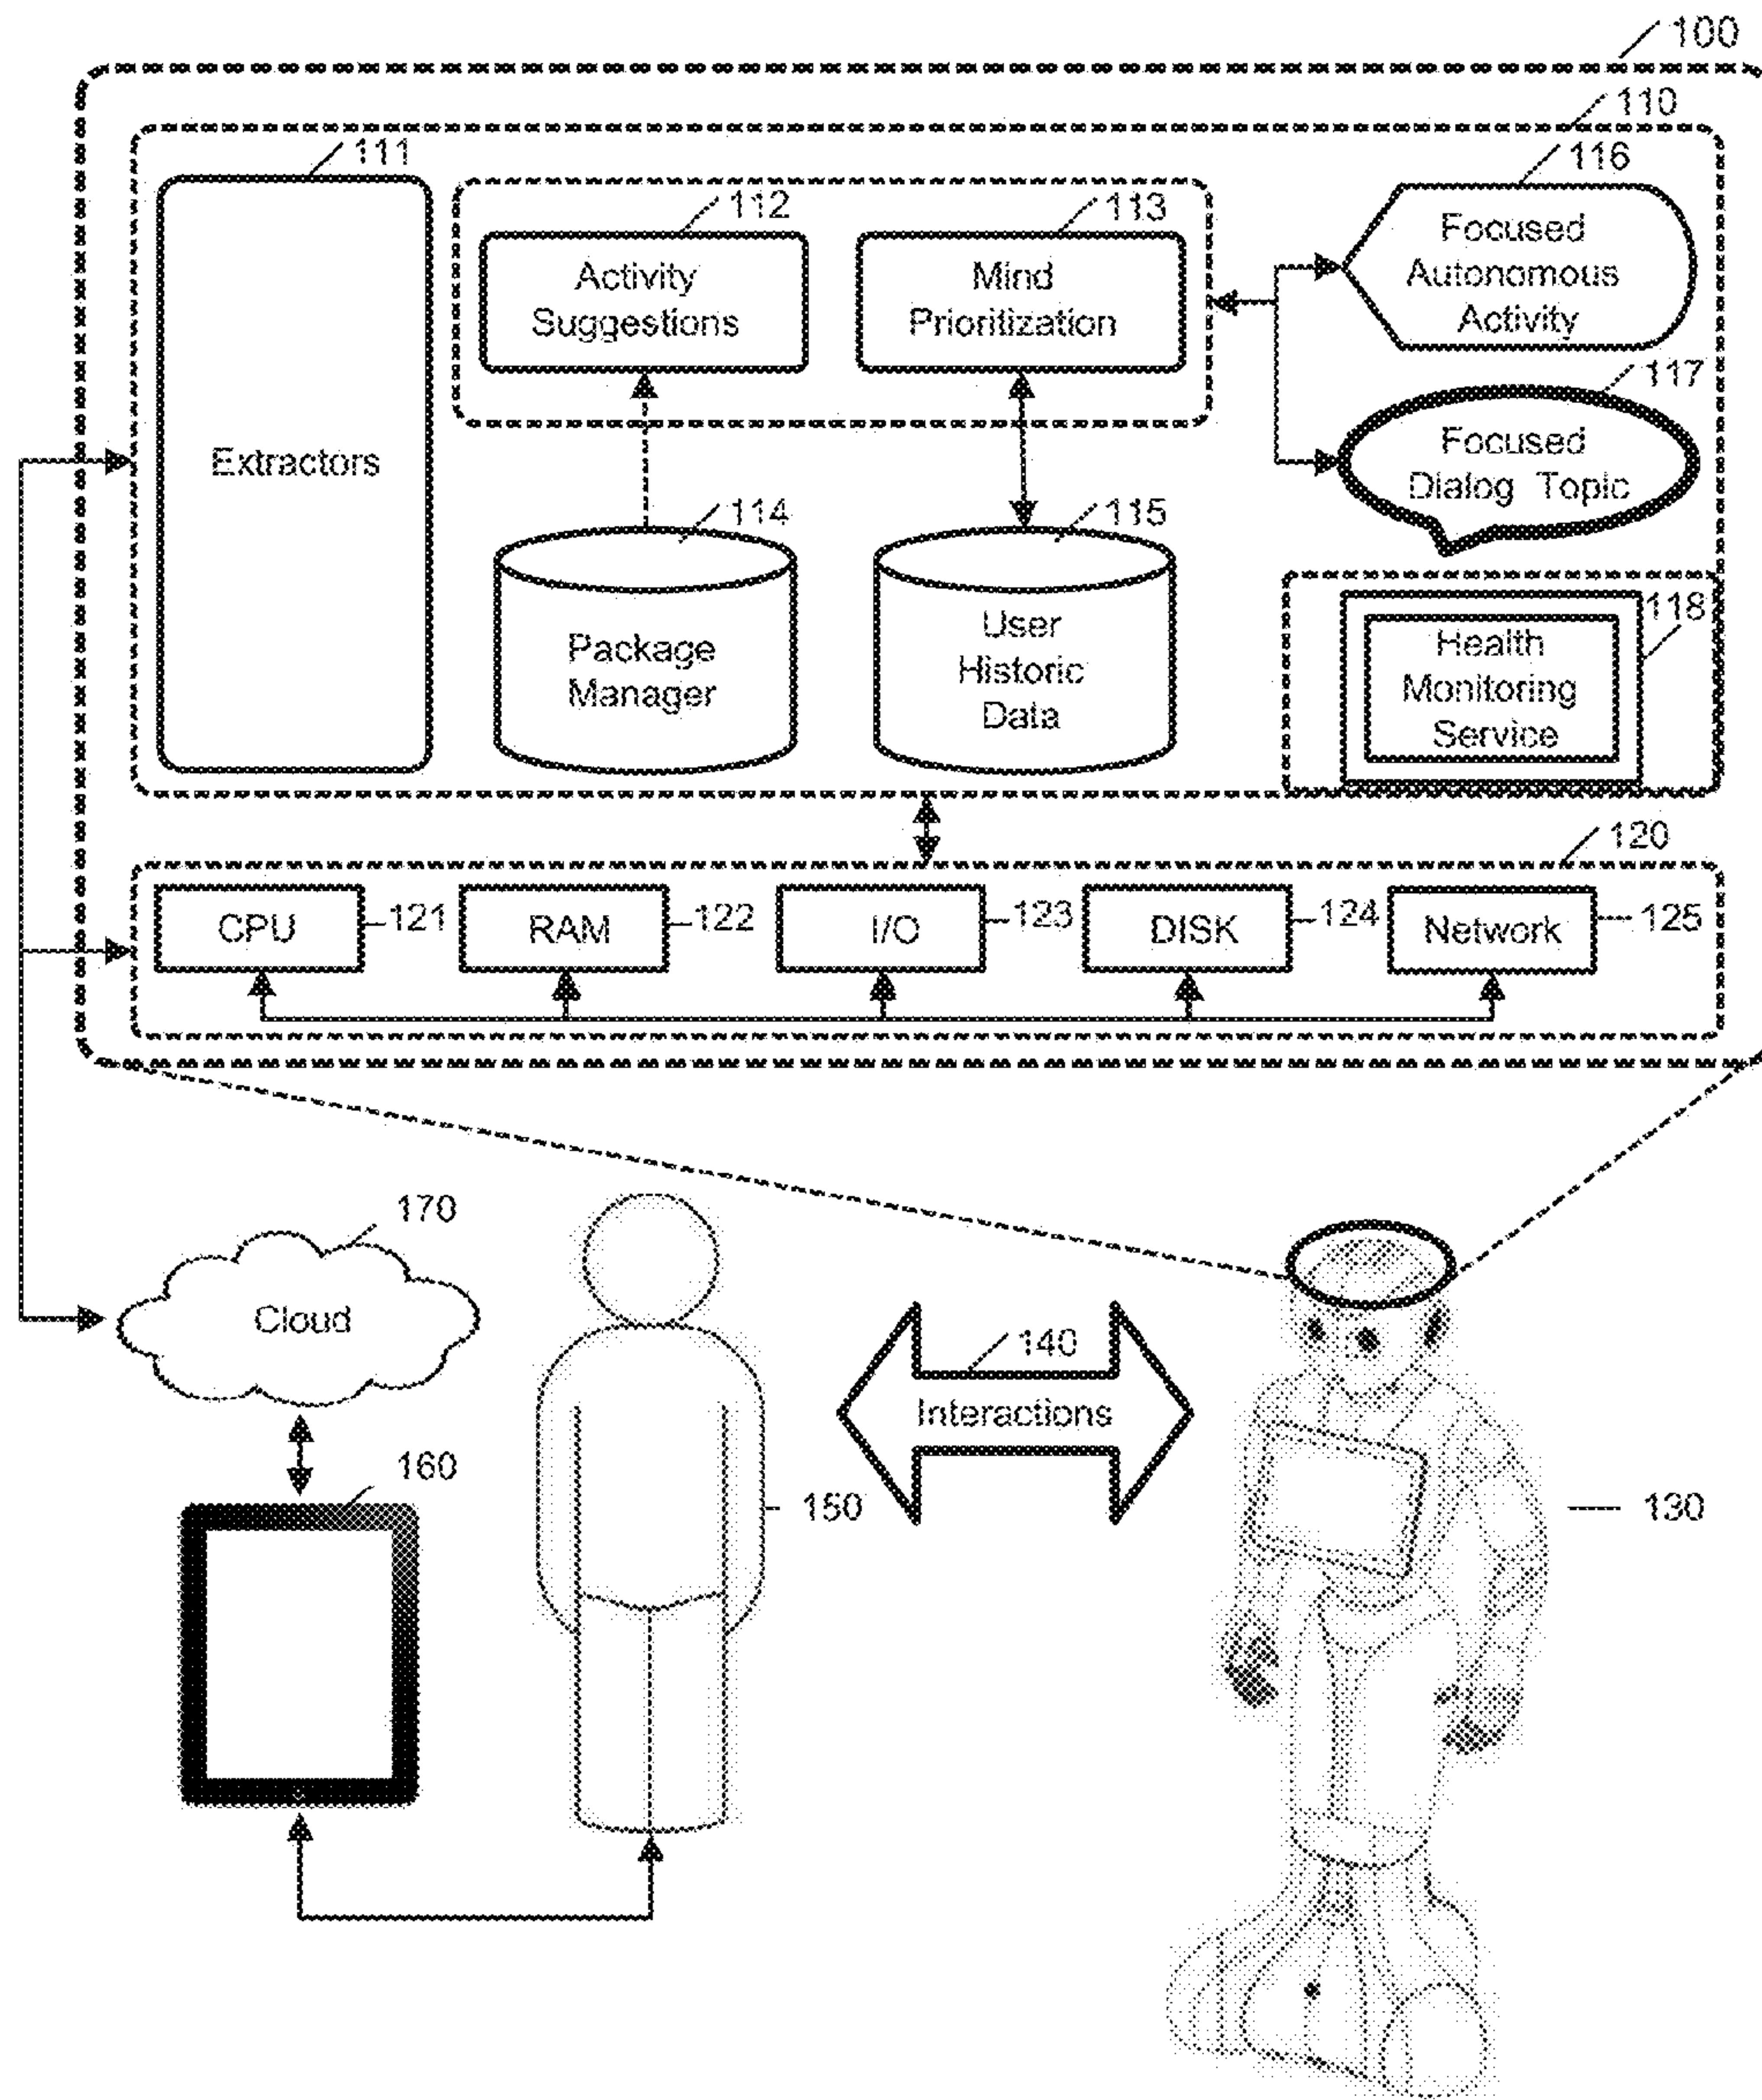 100
110
111
116
112
113
Focused
Autonomous
Activity
Activity
Suggestions
Mind
Prioritization
117
Focused
Dialog Topic
Extractors
114
115
118
Package
Manager
User
Historic
Data
Health
Monitoring
Service
120
CPU
121
RAM
122
I/O
123
DISK
124
Network
125
170
Cloud
140
Interactions
160
150
130